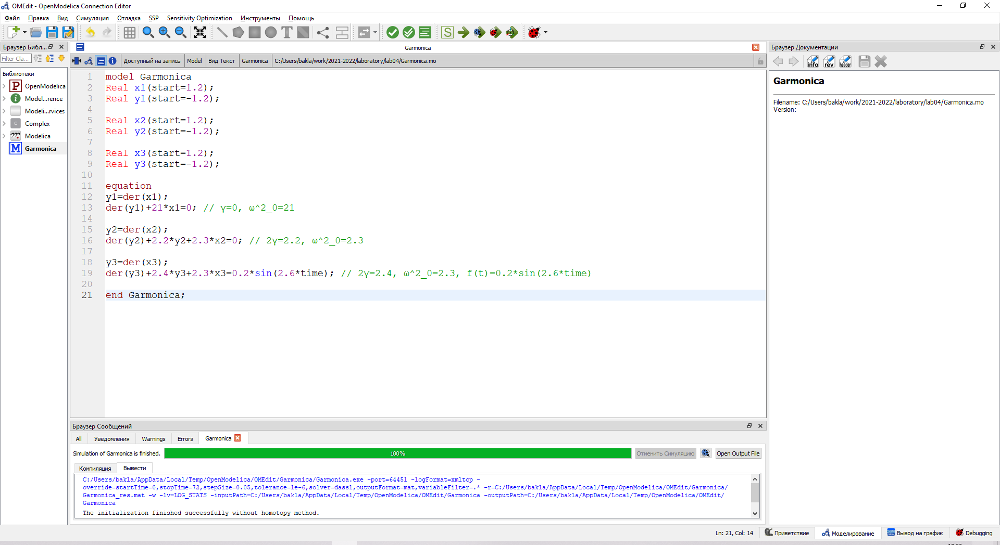 OMEdit - OpenModelica Connection Editor
Файл Правка Вид Симуляция Отладка SSP Sensitivity Optimization Инструменты Помощь
Браузер Библ...
Filter Cla...
Библиотеки
OpenModelica
Model...rence
Modeli...rvices
Complex
Modelica
Garmonica
Garmonica
Доступный на запись Model Вид Текст Garmonica C:/Users/bakla/work/2021-2022/laboratory/lab04/Garmonica.mo
1 model Garmonica
2 Real x1(start=1.2);
3 Real y1(start=-1.2);
4
5 Real x2(start=1.2);
6 Real y2(start=-1.2);
7
8 Real x3(start=1.2);
9 Real y3(start=-1.2);
10
11 equation
12 y1=der(x1);
13 der(y1)+21*x1=0; // γ=0, ω^2_0=21
14
15 y2=der(x2);
16 der(y2)+2.2*y2+2.3*x2=0; // 2γ=2.2, ω^2_0=2.3
17
18 y3=der(x3);
19 der(y3)+2.4*y3+2.3*x3=0.2*sin(2.6*time); // 2γ=2.4, ω^2_0=2.3, f(t)=0.2*sin(2.6*time)
20
21 end Garmonica;
Браузер Документации
info rev header
Garmonica
Filename: C:/Users/bakla/work/2021-2022/laboratory/lab04/Garmonica.mo
Version:
Браузер Сообщений
All Уведомления Warnings Errors Garmonica
Simulation of Garmonica is finished. 100% Отменить Симуляцию Open Output File
Компиляция Вывести
C:/Users/bakla/AppData/Local/Temp/OpenModelica/OMEdit/Garmonica/Garmonica.exe -port=64451 -logFormat=xmltcp -
override=startTime=0,stopTime=72,stepSize=0.05,tolerance=1e-6,solver=dassl,outputFormat=mat,variableFilter=.* -r=C:/Users/bakla/AppData/Local/Temp/OpenModelica/OMEdit/Garmonica/
Garmonica_res.mat -w -lv=LOG_STATS -inputPath=C:/Users/bakla/AppData/Local/Temp/OpenModelica/OMEdit/Garmonica -outputPath=C:/Users/bakla/AppData/Local/Temp/OpenModelica/OMEdit/
Garmonica
The initialization finished successfully without homotopy method.
Ln: 21, Col: 14 Приветствие Моделирование Вывод на график Debugging